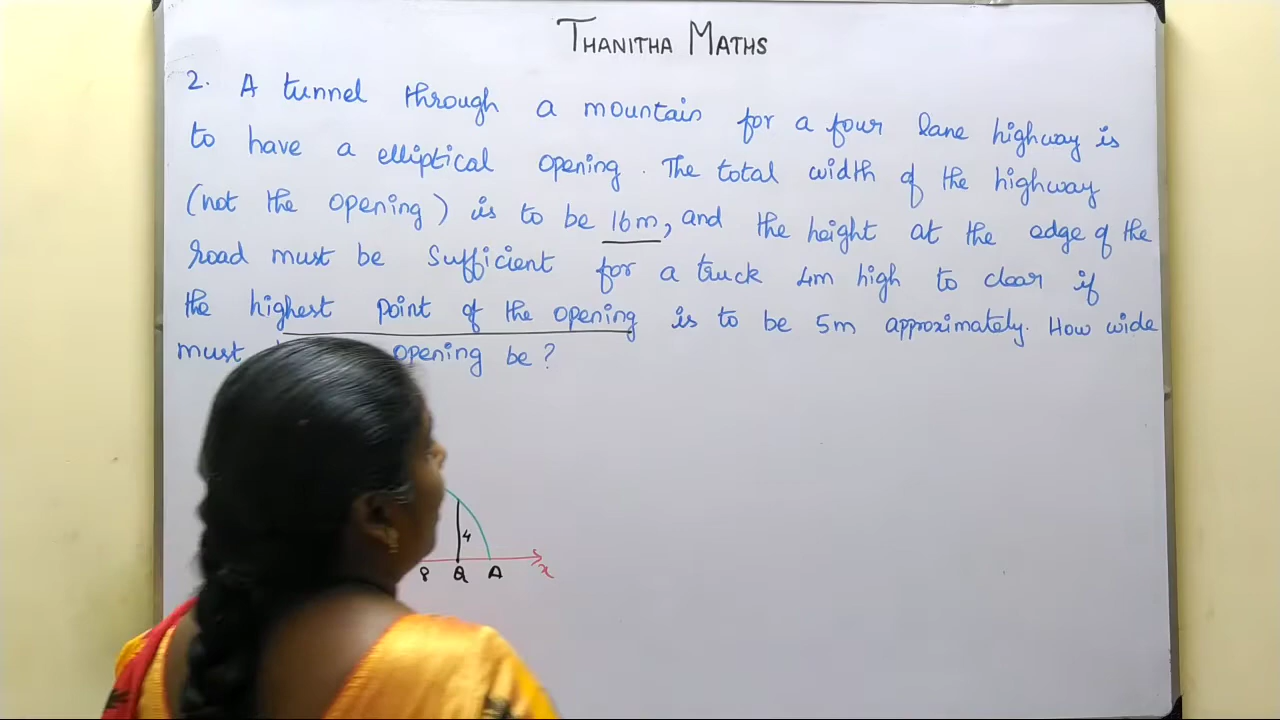 THANITHA MATHS
2. A tunnel through a mountain for a four lane highway is
to have a elliptical opening. The total width of the highway
(not the opening) is to be 16m, and the height at the edge of the
road must be sufficient for a truck 4m high to clear if
the highest point of the opening is to be 5m approximately. How wide
must opening be?
4
8 Q A x